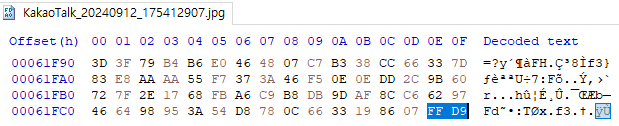 KakaoTalk_20240912_175412907.jpg
Offset(h) 00 01 02 03 04 05 06 07 08 09 0A 0B 0C 0D 0E 0F Decoded text
00061F90 3D 3F 79 B4 B6 E0 46 48 07 C7 B3 38 CC 66 33 7D =?y´¶àFH.Ç³8Ìf3}
00061FA0 83 E8 AA AA 55 F7 37 3A 46 F5 0E 0E DD 2C 9B 60 ƒèªªU÷7:Fõ..Ý,›`
00061FB0 72 7F 2E 17 68 FB A6 C9 B8 DB 9D AF 8C C6 62 97 r...hû¦É¸Û.¯ŒÆb—
00061FC0 46 64 98 95 3A 54 D8 78 0C 66 33 19 86 07 FF D9 Fd˜•:TØx.f3.†.ÿÙ